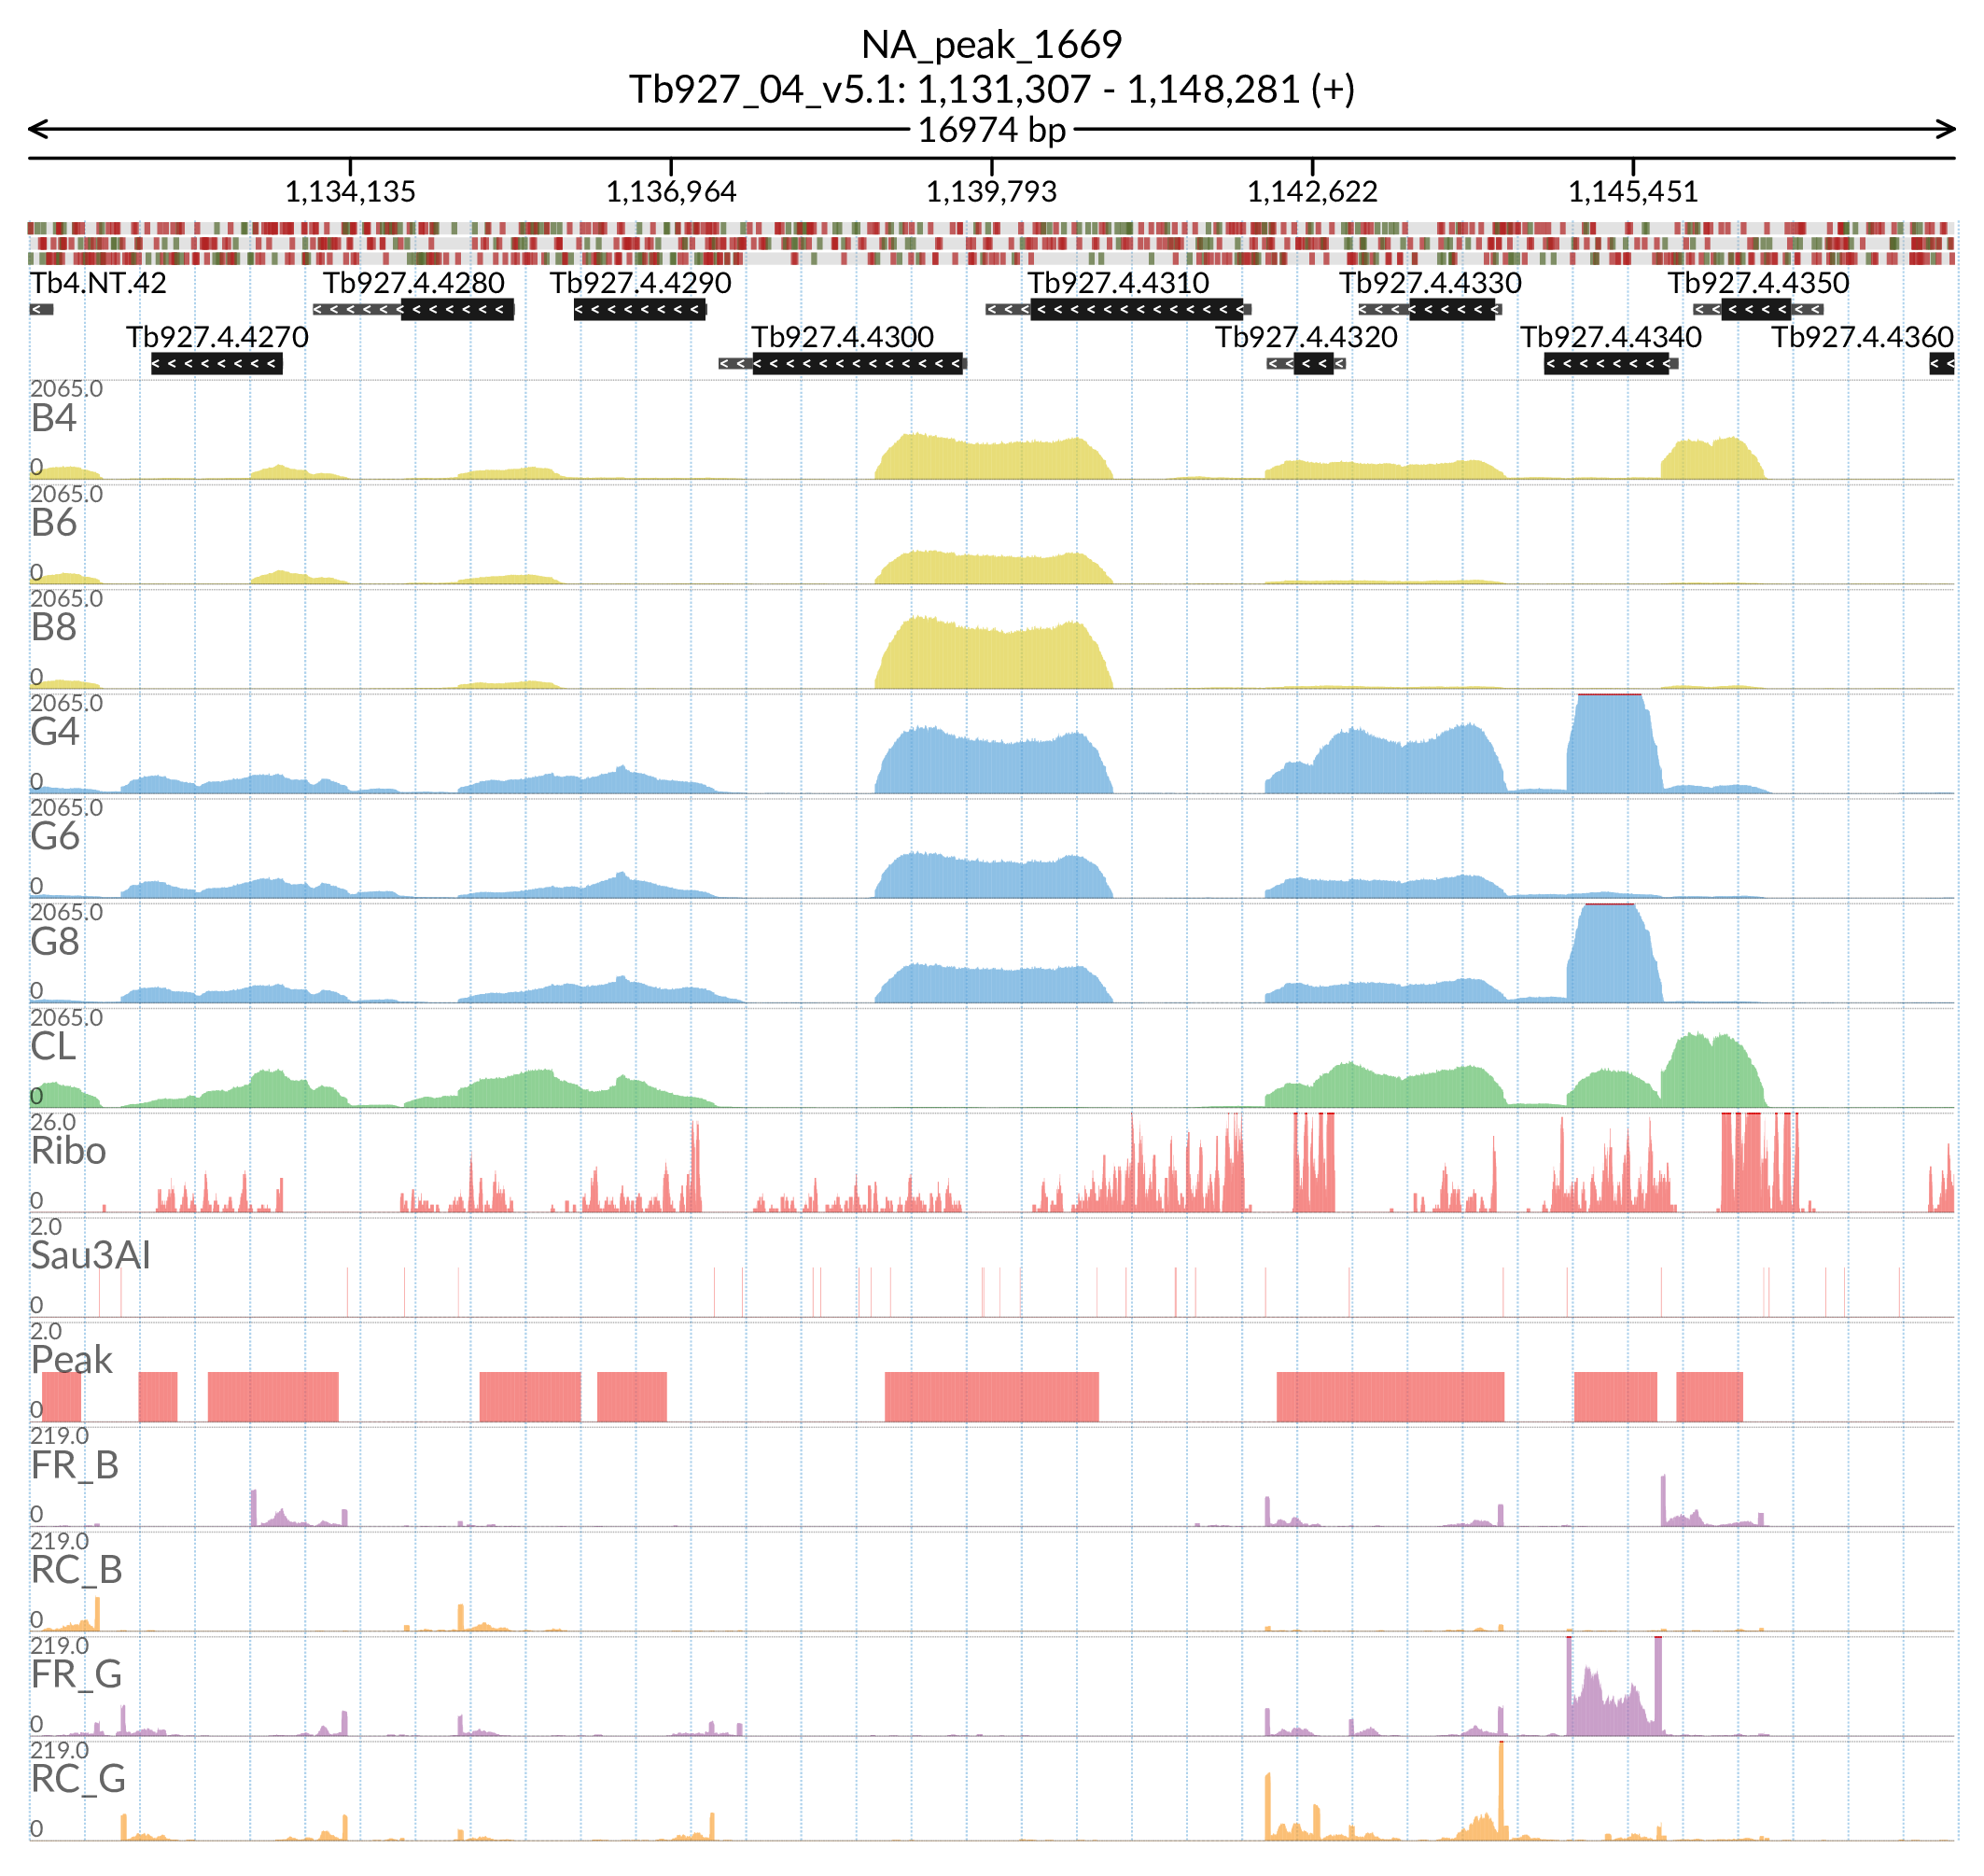 NA_peak_1669
Tb927_04_v5.1: 1,131,307 - 1,148,281 (+)
16974 bp
1,134,135 1,136,964 1,139,793 1,142,622 1,145,451
Tb4.NT.42 Tb927.4.4280 Tb927.4.4290 Tb927.4.4310 Tb927.4.4330 Tb927.4.4350
Tb927.4.4270 Tb927.4.4300 Tb927.4.4320 Tb927.4.4340 Tb927.4.4360
2065.0
B4
0
2065.0
B6
0
2065.0
B8
0
2065.0
G4
0
2065.0
G6
0
2065.0
G8
0
2065.0
CL
0
26.0
Ribo
0
2.0
Sau3AI
0
2.0
Peak
0
219.0
FR_B
0
219.0
RC_B
0
219.0
FR_G
0
219.0
RC_G
0